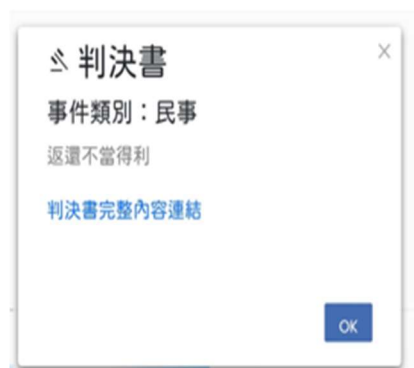 判決書
事件類別：民事
返還不當得利
判決書完整內容連結
OK